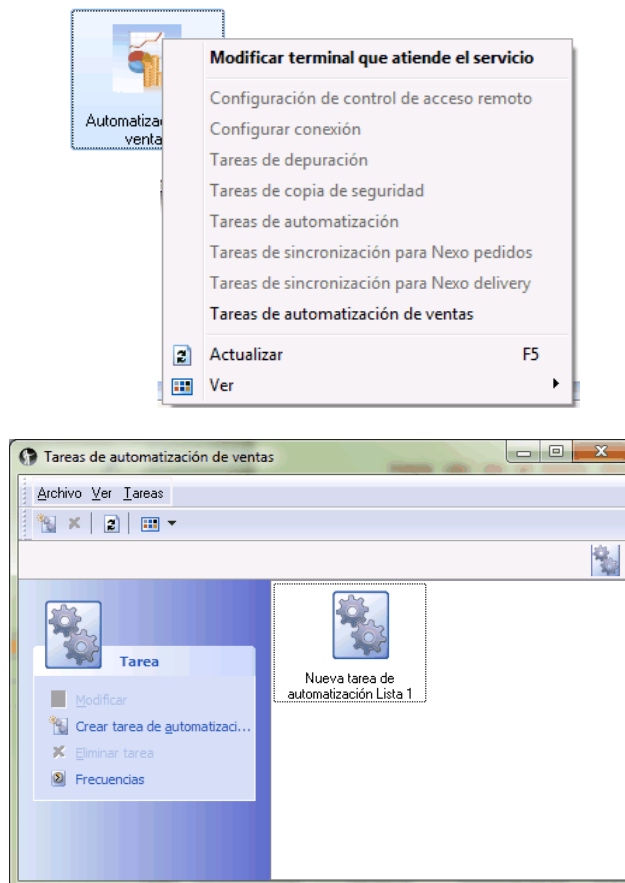 Modificar terminal que atiende el servicio
Configuración de control de acceso remoto
Automatiza
venta
Configurar conexión
Tareas de depuración
Tareas de copia de seguridad
Tareas de automatización
Tareas de sincronización para Nexo pedidos
Tareas de sincronización para Nexo delivery
Tareas de automatización de ventas
Actualizar F5
Ver
Tareas de automatización de ventas
Archivo Ver Tareas
Tarea
Modificar
Crear tarea de automatizaci...
Eliminar tarea
Frecuencias
Nueva tarea de
automatización Lista 1